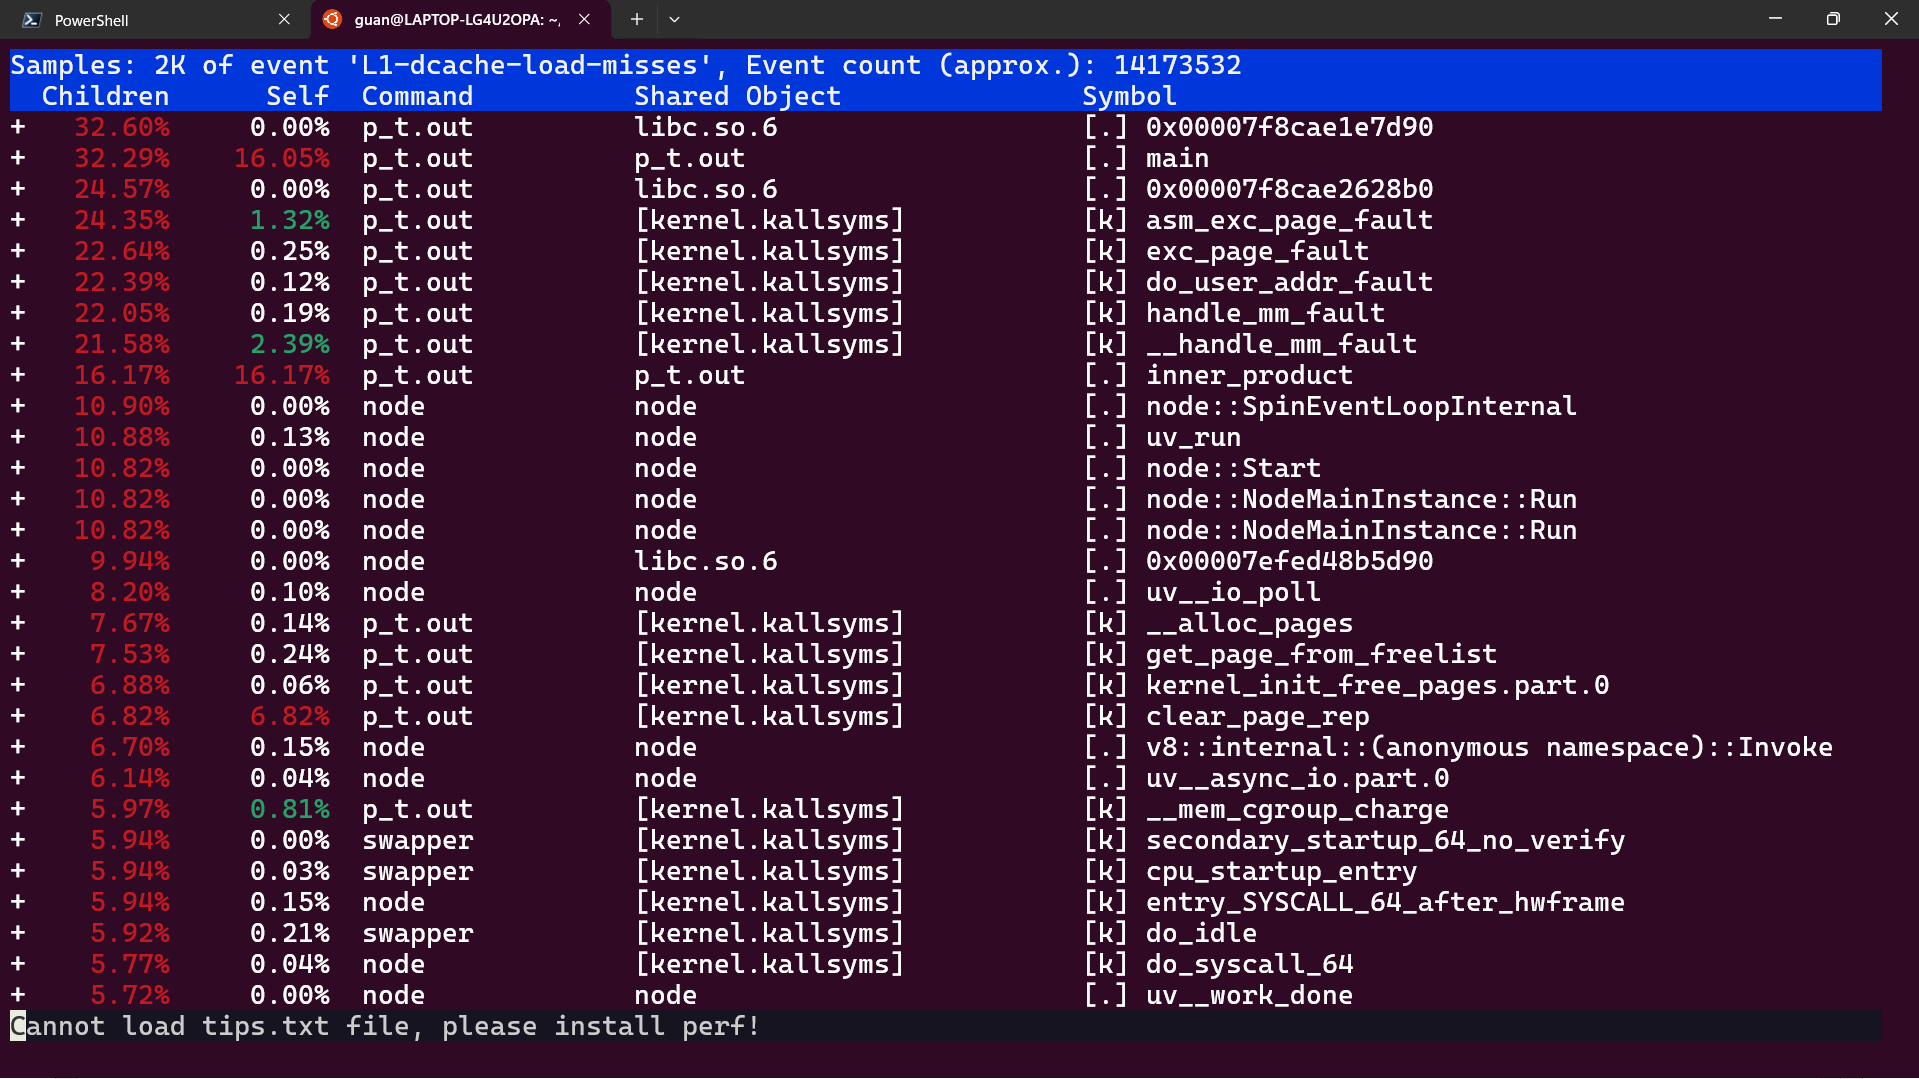 PowerShell
guan@LAPTOP-LG4U2OPA: ~,
Samples: 2K of event 'L1-dcache-load-misses', Event count (approx.): 14173532
Children Self Command Shared Object Symbol
+ 32.60% 0.00% p_t.out libc.so.6 [.] 0x00007f8cae1e7d90
+ 32.29% 16.05% p_t.out p_t.out [.] main
+ 24.57% 0.00% p_t.out libc.so.6 [.] 0x00007f8cae2628b0
+ 24.35% 1.32% p_t.out [kernel.kallsyms] [k] asm_exc_page_fault
+ 22.64% 0.25% p_t.out [kernel.kallsyms] [k] exc_page_fault
+ 22.39% 0.12% p_t.out [kernel.kallsyms] [k] do_user_addr_fault
+ 22.05% 0.19% p_t.out [kernel.kallsyms] [k] handle_mm_fault
+ 21.58% 2.39% p_t.out [kernel.kallsyms] [k] __handle_mm_fault
+ 16.17% 16.17% p_t.out p_t.out [.] inner_product
+ 10.90% 0.00% node node [.] node::SpinEventLoopInternal
+ 10.88% 0.13% node node [.] uv_run
+ 10.82% 0.00% node node [.] node::Start
+ 10.82% 0.00% node node [.] node::NodeMainInstance::Run
+ 10.82% 0.00% node node [.] node::NodeMainInstance::Run
+ 9.94% 0.00% node libc.so.6 [.] 0x00007efed48b5d90
+ 8.20% 0.10% node node [.] uv__io_poll
+ 7.67% 0.14% p_t.out [kernel.kallsyms] [k] __alloc_pages
+ 7.53% 0.24% p_t.out [kernel.kallsyms] [k] get_page_from_freelist
+ 6.88% 0.06% p_t.out [kernel.kallsyms] [k] kernel_init_free_pages.part.0
+ 6.82% 6.82% p_t.out [kernel.kallsyms] [k] clear_page_rep
+ 6.70% 0.15% node node [.] v8::internal::(anonymous namespace)::Invoke
+ 6.14% 0.04% node node [.] uv__async_io.part.0
+ 5.97% 0.81% p_t.out [kernel.kallsyms] [k] __mem_cgroup_charge
+ 5.94% 0.00% swapper [kernel.kallsyms] [k] secondary_startup_64_no_verify
+ 5.94% 0.03% swapper [kernel.kallsyms] [k] cpu_startup_entry
+ 5.94% 0.15% node [kernel.kallsyms] [k] entry_SYSCALL_64_after_hwframe
+ 5.92% 0.21% swapper [kernel.kallsyms] [k] do_idle
+ 5.77% 0.04% node [kernel.kallsyms] [k] do_syscall_64
+ 5.72% 0.00% node node [.] uv__work_done
Cannot load tips.txt file, please install perf!